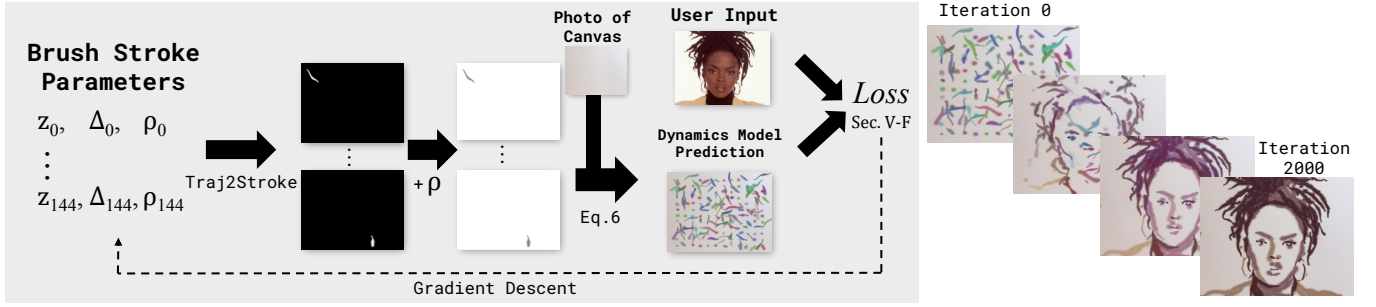 Brush Stroke
Parameters
z0, Δ0, ρ0
⋮
z144, Δ144, ρ144
Traj2Stroke
⋮
+ρ
⋮
Photo of
Canvas
Eq.6
User Input
Dynamics Model
Prediction
Loss
Sec. V-F
Gradient Descent
Iteration 0
Iteration
2000